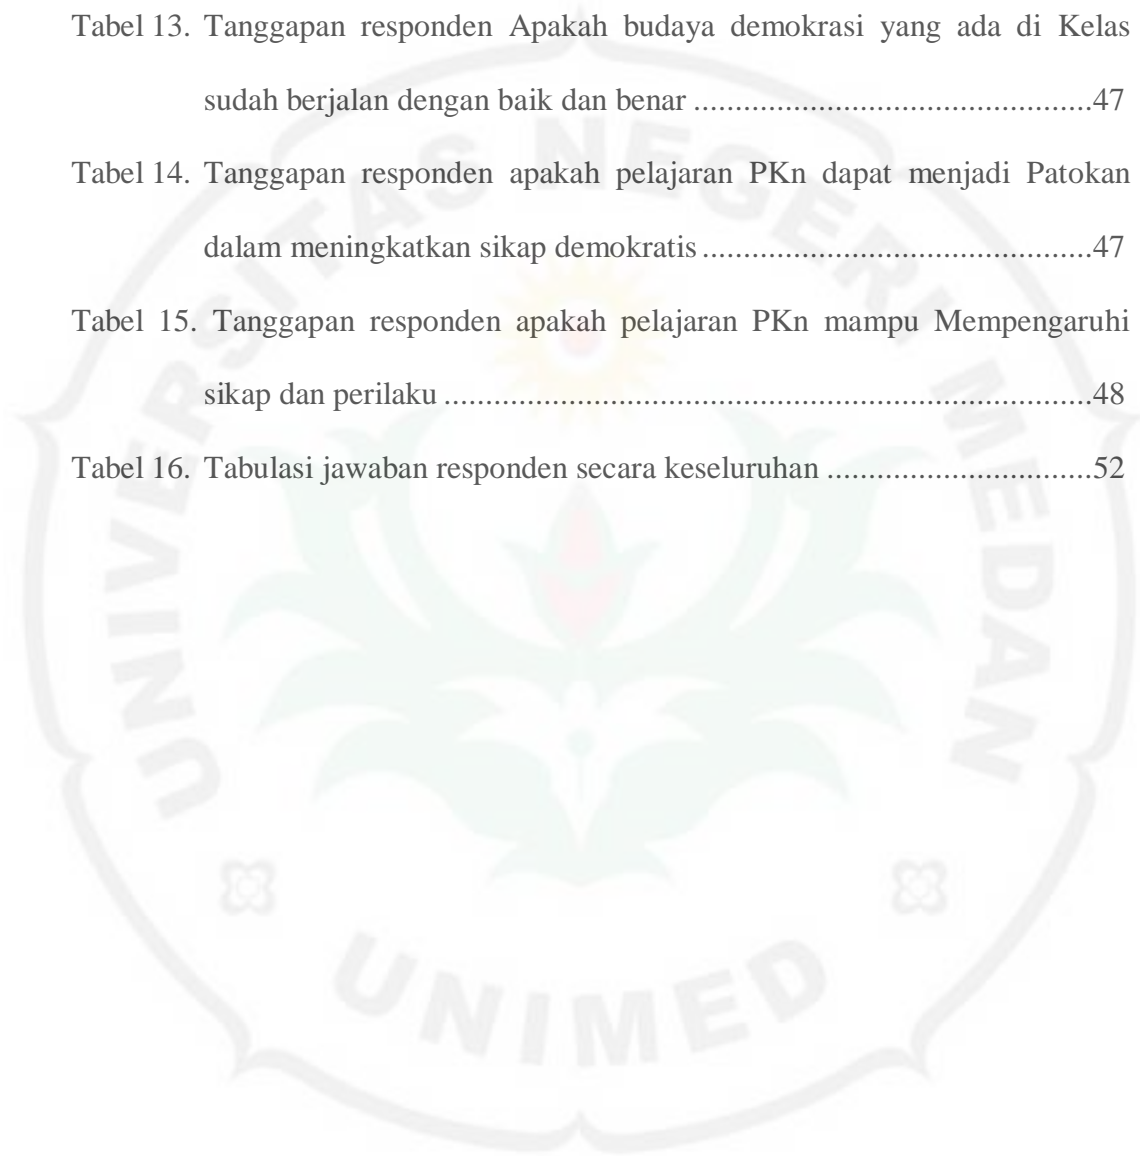 Tabel 13. Tanggapan responden Apakah budaya demokrasi yang ada di Kelas
sudah berjalan dengan baik dan benar ................................................47
Tabel 14. Tanggapan responden apakah pelajaran PKn dapat menjadi Patokan
dalam meningkatkan sikap demokratis ...............................................47
Tabel 15. Tanggapan responden apakah pelajaran PKn mampu Mempengaruhi
sikap dan perilaku ..............................................................................48
Tabel 16. Tabulasi jawaban responden secara keseluruhan ................................52
UNIVERSITAS NEGERI MEDAN
UNIMED